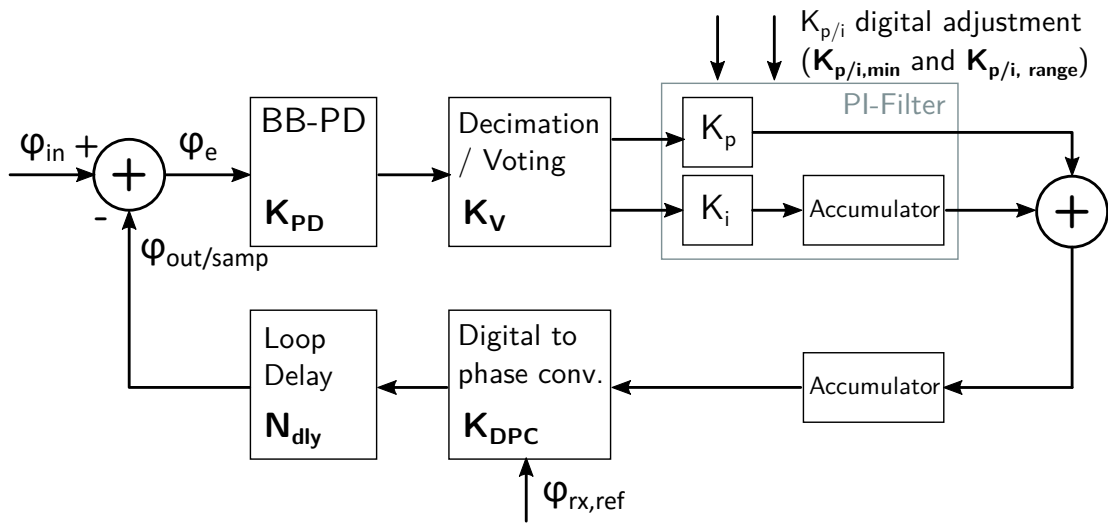 K_p/i digital adjustment
(K_p/i,min and K_p/i, range)
PI-Filter
φ_in +
+
-
φ_e
BB-PD
K_PD
Decimation
/ Voting
K_V
K_p
K_i
Accumulator
+
φ_out/samp
Loop
Delay
N_dly
Digital to
phase conv.
K_DPC
Accumulator
φ_rx,ref